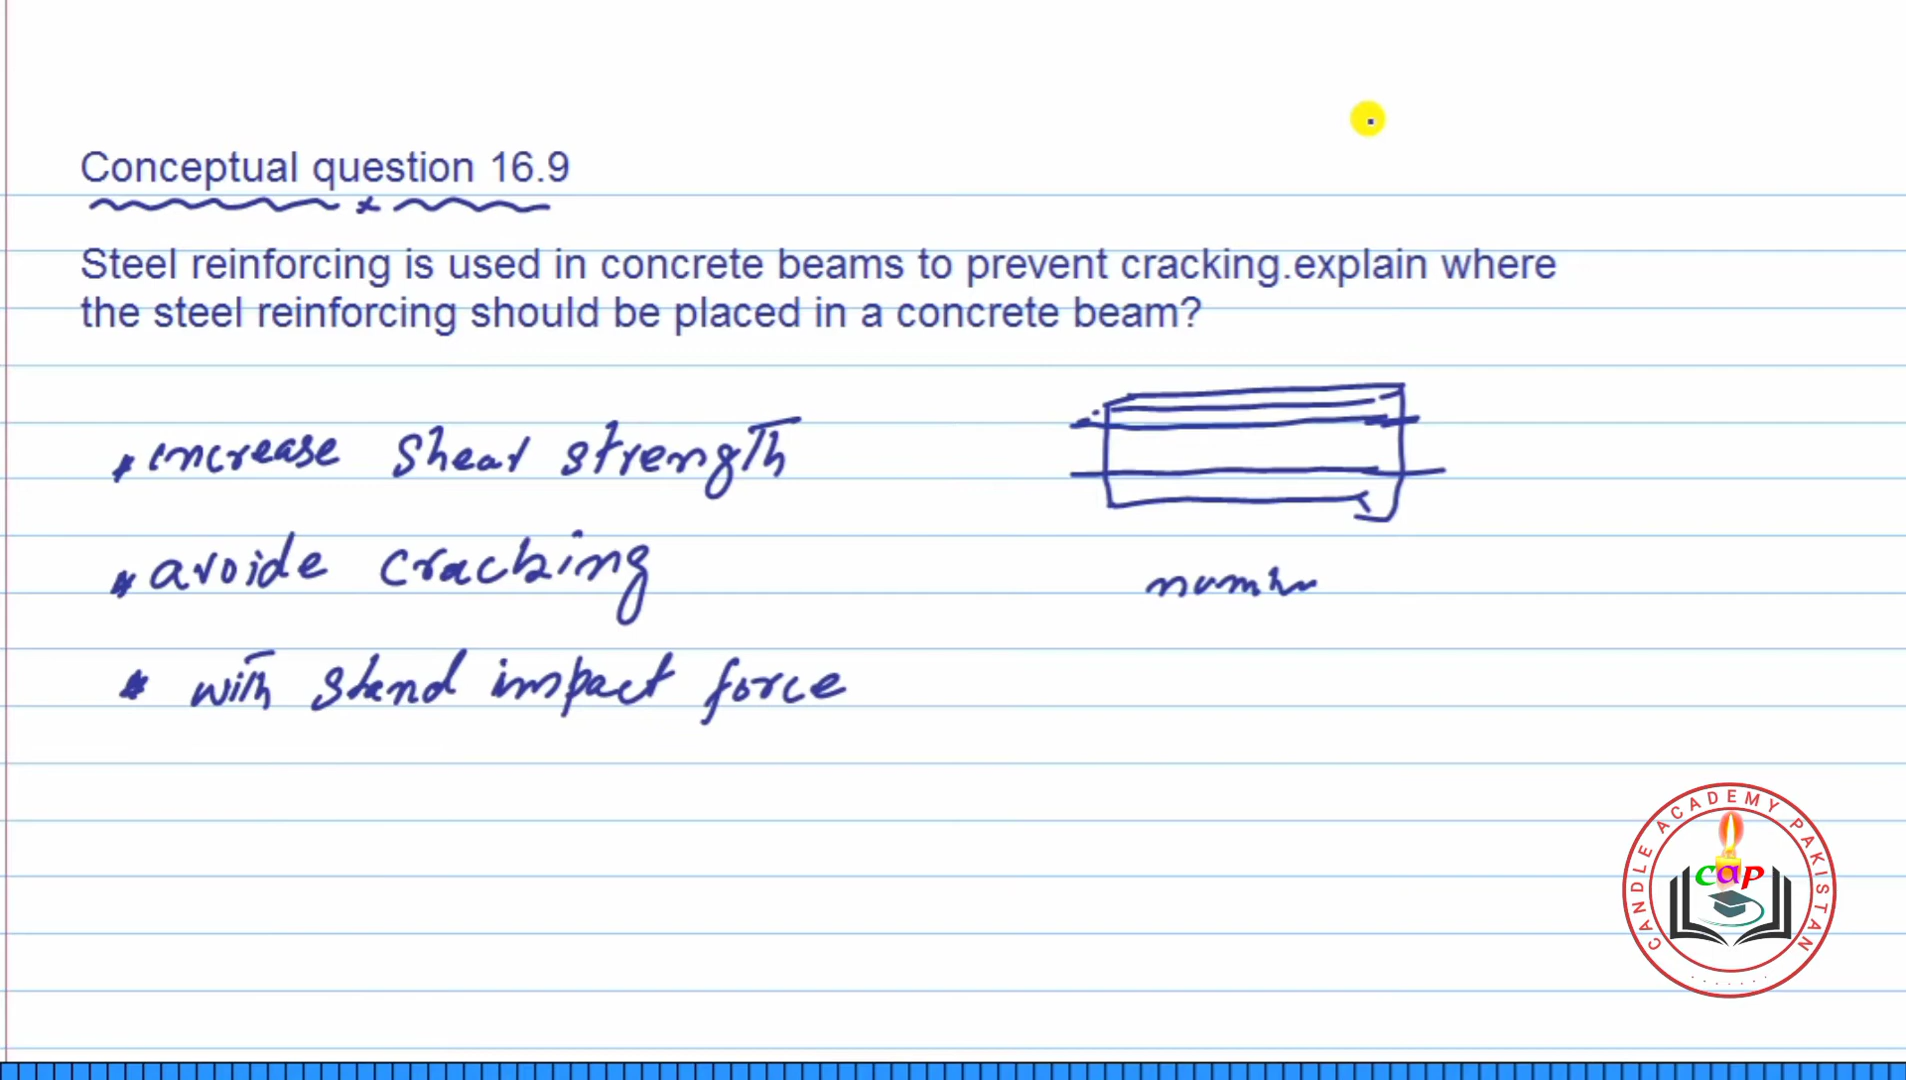 Conceptual question 16.9
Steel reinforcing is used in concrete beams to prevent cracking.explain where
the steel reinforcing should be placed in a concrete beam?
increase shear strength
avoide cracking
with stand impact force
CANDLE ACADEMY PAKISTAN
cap